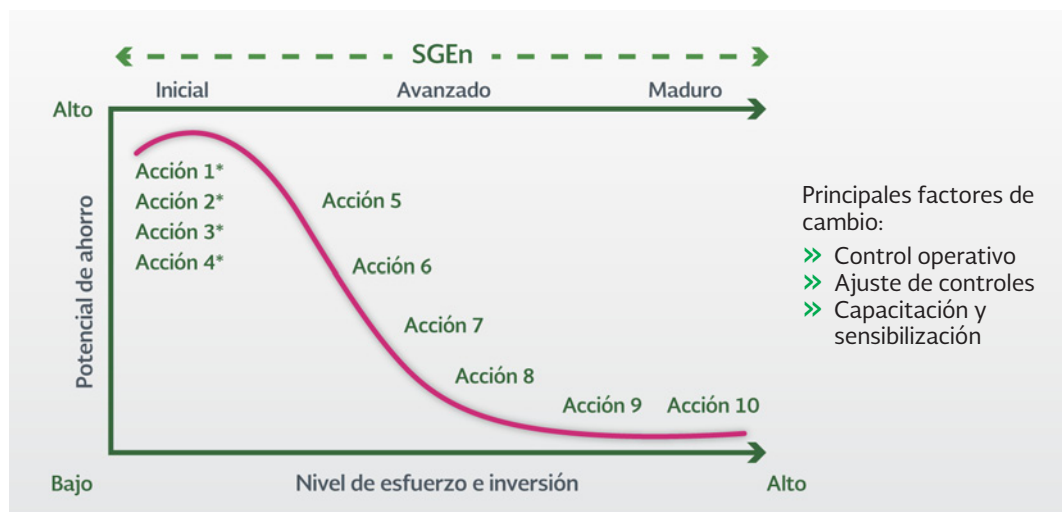 SGEn
Inicial Avanzado Maduro
Alto
Potencial de ahorro
Acción 1*
Acción 2*
Acción 3*
Acción 4*
Acción 5
Acción 6
Acción 7
Acción 8
Acción 9 Acción 10
Bajo Nivel de esfuerzo e inversión Alto
Principales factores de
cambio:
» Control operativo
» Ajuste de controles
» Capacitación y
sensibilización